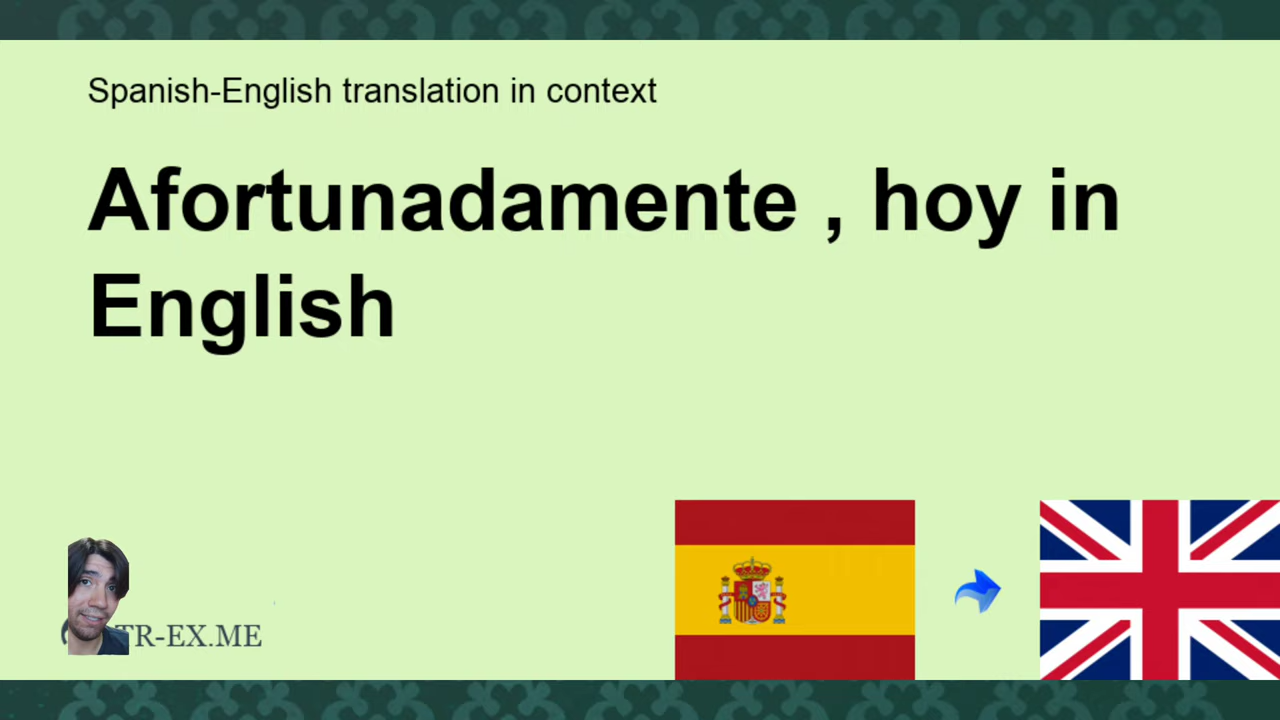 Spanish-English translation in context
Afortunadamente , hoy in
English
TR-EX.ME